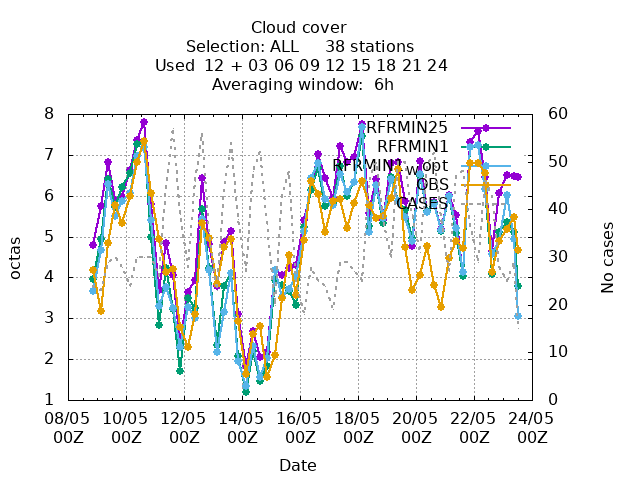 Cloud cover
Selection: ALL 38 stations
Used 12 + 03 06 09 12 15 18 21 24
Averaging window: 6h
8
7
6
5
4
3
2
1
octas
60
50
40
30
20
10
0
No cases
RFRMIN25
RFRMIN1
OBS
CASES
08/05 10/05 12/05 14/05 16/05 18/05 20/05 22/05 24/05
00Z 00Z 00Z 00Z 00Z 00Z 00Z 00Z 00Z
Date